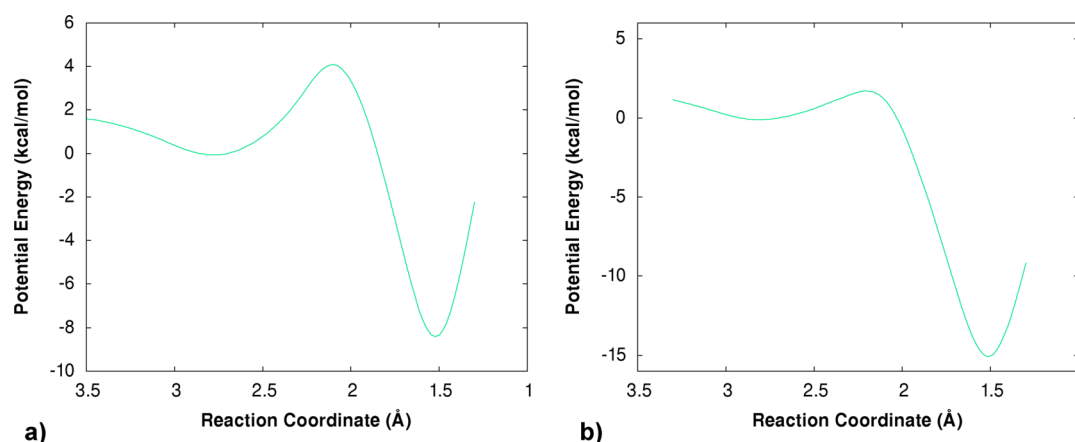 6
4
2
0
-2
-4
-6
-8
-10
Potential Energy (kcal/mol)
3.5 3 2.5 2 1.5 1
Reaction Coordinate (Å)
a)
5
0
-5
-10
-15
Potential Energy (kcal/mol)
3.5 3 2.5 2 1.5
Reaction Coordinate (Å)
b)